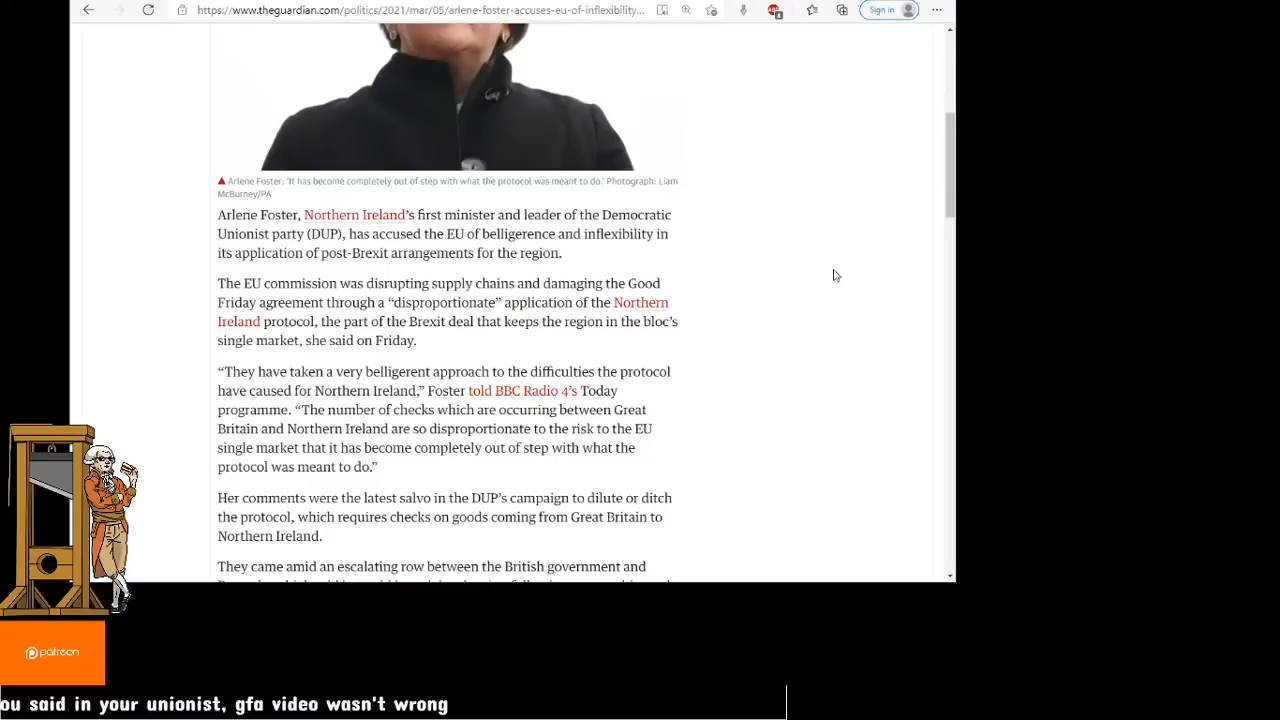 https://www.theguardian.com/politics/2021/mar/05/arlene-foster-accuses-eu-of-inflexibility...
Sign in
Arlene Foster: 'It has become completely out of step with what the protocol was meant to do.' Photograph: Liam
McBurney/PA
Arlene Foster, Northern Ireland's first minister and leader of the Democratic
Unionist party (DUP), has accused the EU of belligerence and inflexibility in
its application of post-Brexit arrangements for the region.
The EU commission was disrupting supply chains and damaging the Good
Friday agreement through a “disproportionate” application of the Northern
Ireland protocol, the part of the Brexit deal that keeps the region in the bloc's
single market, she said on Friday.
“They have taken a very belligerent approach to the difficulties the protocol
have caused for Northern Ireland,” Foster told BBC Radio 4's Today
programme. “The number of checks which are occurring between Great
Britain and Northern Ireland are so disproportionate to the risk to the EU
single market that it has become completely out of step with what the
protocol was meant to do.”
Her comments were the latest salvo in the DUP's campaign to dilute or ditch
the protocol, which requires checks on goods coming from Great Britain to
Northern Ireland.
They came amid an escalating row between the British government and
patreon
ou said in your unionist, gfa video wasn't wrong